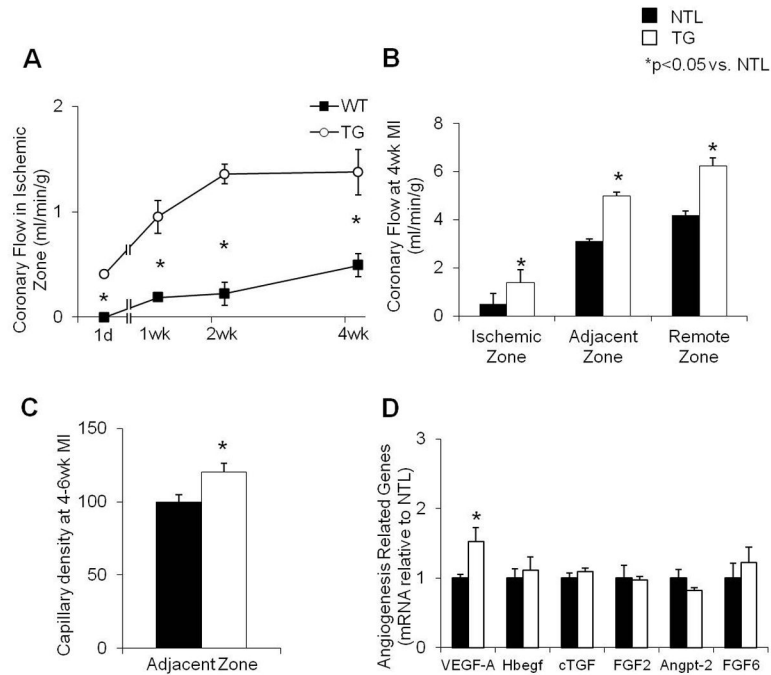 NTL
TG
*p<0.05 vs. NTL
A
Coronary Flow in Ischemic
Zone (ml/min/g)
2
1
0
WT
TG
*
*
*
*
1d
1wk
2wk
4wk
B
Coronary Flow at 4wk MI
(ml/min/g)
8
6
4
2
0
*
*
*
Ischemic
Zone
Adjacent
Zone
Remote
Zone
C
Capillary density at 4-6wk MI
150
100
50
0
*
Adjacent Zone
D
Angiogenesis Related Genes
(mRNA relative to NTL)
3
2
1
0
*
VEGF-A
Hbegf
cTGF
FGF2
Angpt-2
FGF6